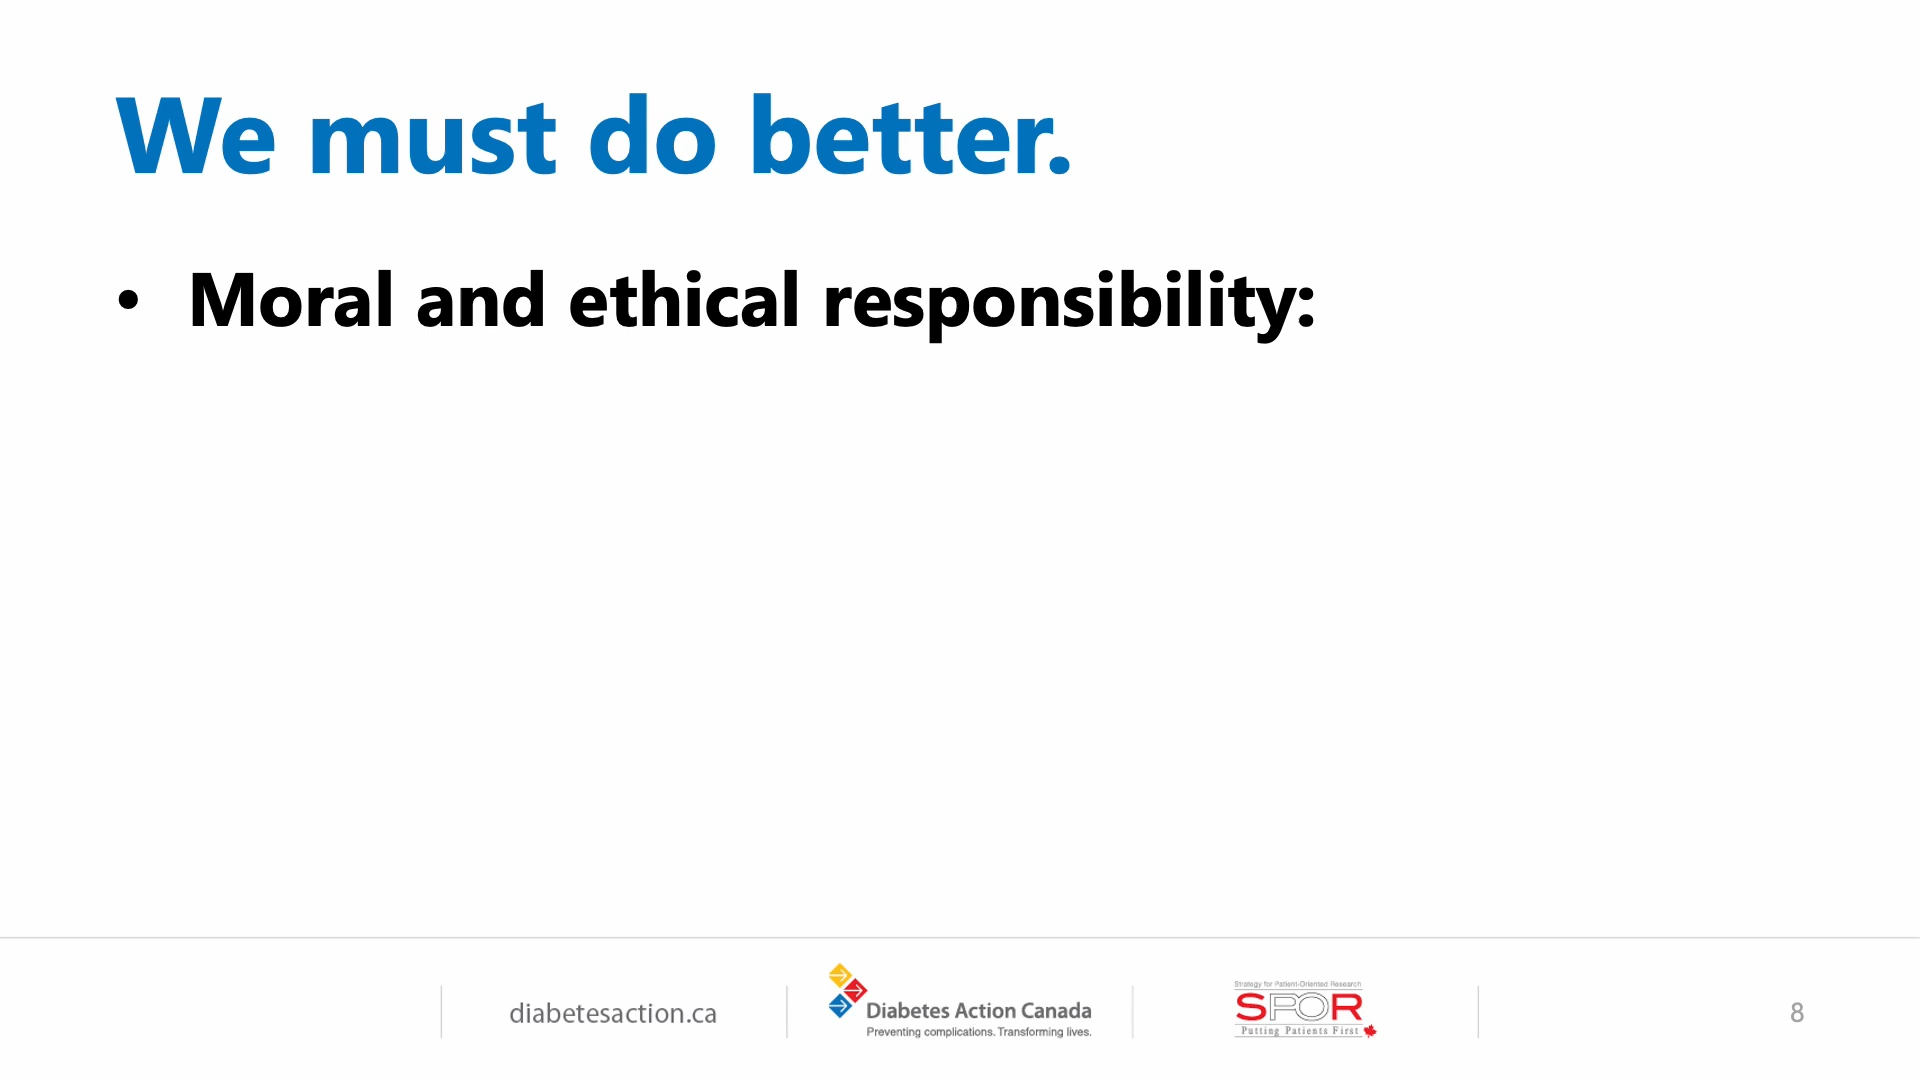 We must do better.
• Moral and ethical responsibility:
diabetesaction.ca
Diabetes Action Canada
Preventing complications. Transforming lives.
Strategy for Patient-Oriented Research
SPOR
Putting Patients First
8